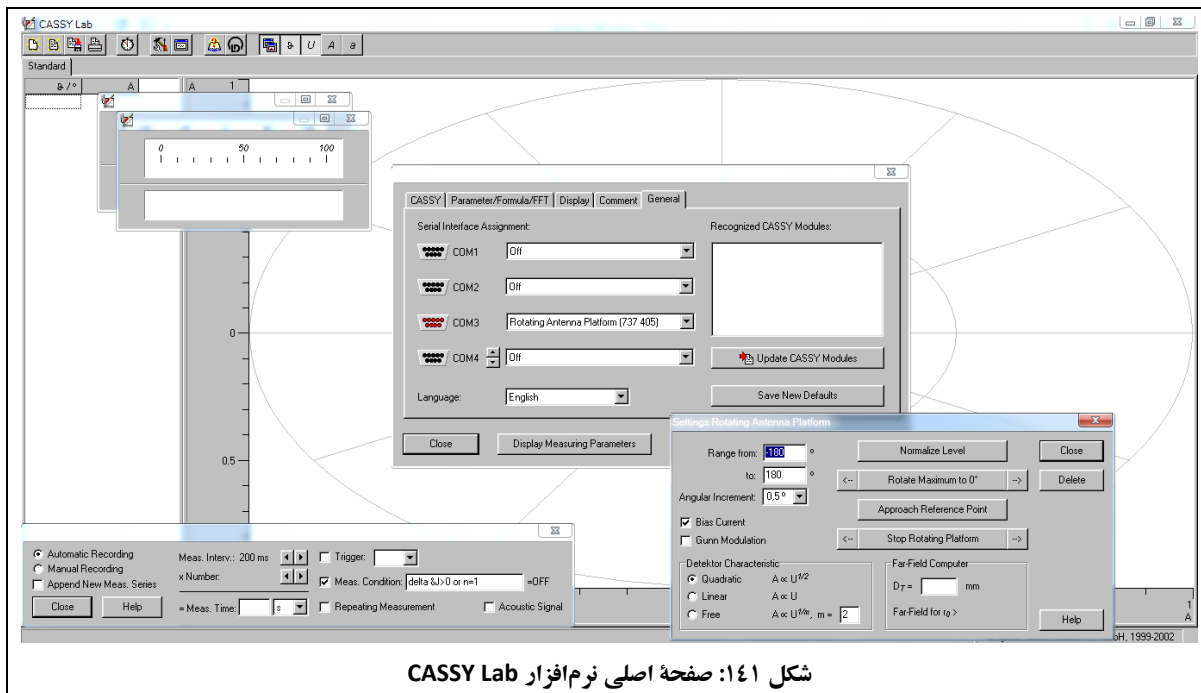 CASSY Lab
& U A a
Standard
& / ° A A 1
0 50 100
CASSY Parameter/Formula/FFT Display Comment General
Serial Interface Assignment: Recognized CASSY Modules:
COM1 Off
COM2 Off
COM3 Rotating Antenna Platform (737 405)
COM4 Off
Update CASSY Modules
Language: English Save New Defaults
Close Display Measuring Parameters
0
0.5
Settings Rotating Antenna Platform
Range from: -180 ° Normalize Level Close
to: 180 ° <-- Rotate Maximum to 0° --> Delete
Angular Increment: 0,5 ° Approach Reference Point
Bias Current
Gunn Modulation <-- Stop Rotating Platform -->
Detektor Characteristic Far-Field Computer
Quadratic A ∝ U1/2 DT = mm
Linear A ∝ U
Free A ∝ U1/m, m = 2 Far-Field for r0 >
Help
Automatic Recording Meas. Interv.: 200 ms Trigger:
Manual Recording x Number: Meas. Condition: delta &J>0 or n=1 =OFF
Append New Meas. Series
Close Help = Meas. Time: s Repeating Measurement Acoustic Signal
1
A
bH, 1999-2002
شکل ۱٤۱: صفحهٔ اصلی نرم‌افزار CASSY Lab